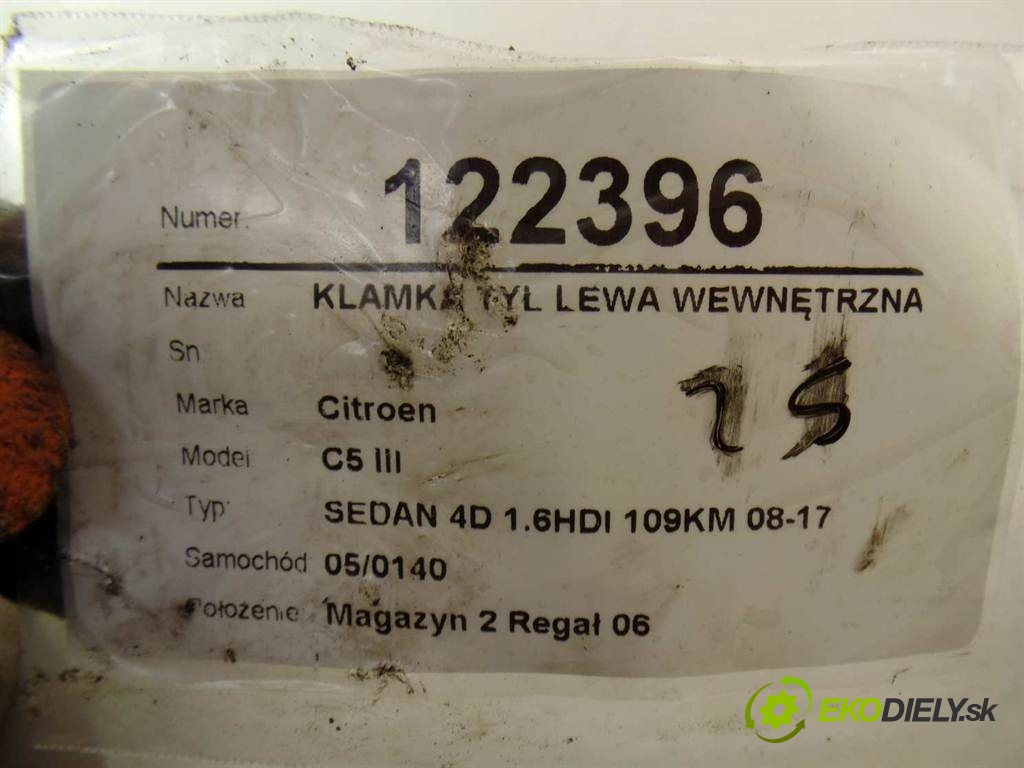 Numer: 122396
Nazwa KLAMKA TYŁ LEWA WEWNĘTRZNA
Sn
Marka Citroen
Model C5 III
Typ: SEDAN 4D 1.6HDI 109KM 08-17
Samochód 05/0140
Położenie Magazyn 2 Regał 06
EKODIELY.sk